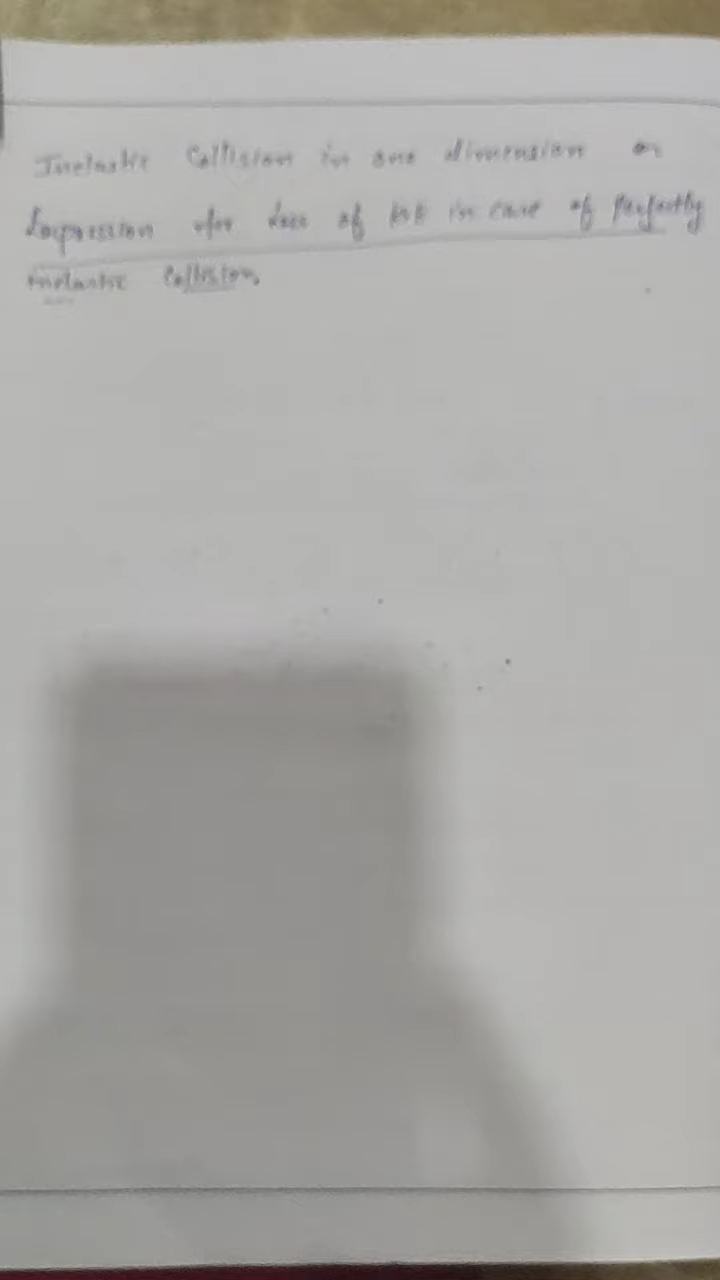 Inelastic Collision in one dimension or
Expression for Loss of KE in case of Perfectly
inelastic Collision.